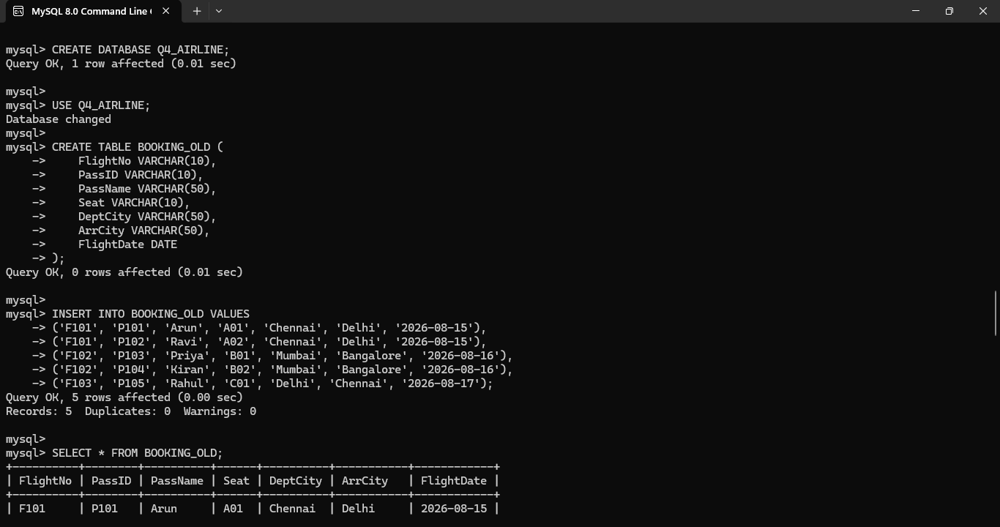 MySQL 8.0 Command Line
mysql> CREATE DATABASE Q4_AIRLINE;
Query OK, 1 row affected (0.01 sec)
mysql>
mysql> USE Q4_AIRLINE;
Database changed
mysql>
mysql> CREATE TABLE BOOKING_OLD (
    ->     FlightNo VARCHAR(10),
    ->     PassID VARCHAR(10),
    ->     PassName VARCHAR(50),
    ->     Seat VARCHAR(10),
    ->     DeptCity VARCHAR(50),
    ->     ArrCity VARCHAR(50),
    ->     FlightDate DATE
    -> );
Query OK, 0 rows affected (0.01 sec)
mysql>
mysql> INSERT INTO BOOKING_OLD VALUES
    -> ('F101', 'P101', 'Arun', 'A01', 'Chennai', 'Delhi', '2026-08-15'),
    -> ('F101', 'P102', 'Ravi', 'A02', 'Chennai', 'Delhi', '2026-08-15'),
    -> ('F102', 'P103', 'Priya', 'B01', 'Mumbai', 'Bangalore', '2026-08-16'),
    -> ('F102', 'P104', 'Kiran', 'B02', 'Mumbai', 'Bangalore', '2026-08-16'),
    -> ('F103', 'P105', 'Rahul', 'C01', 'Delhi', 'Chennai', '2026-08-17');
Query OK, 5 rows affected (0.00 sec)
Records: 5  Duplicates: 0  Warnings: 0
mysql>
mysql> SELECT * FROM BOOKING_OLD;
+----------+--------+----------+------+----------+-----------+------------+
| FlightNo | PassID | PassName | Seat | DeptCity | ArrCity   | FlightDate |
+----------+--------+----------+------+----------+-----------+------------+
| F101     | P101   | Arun     | A01  | Chennai  | Delhi     | 2026-08-15 |